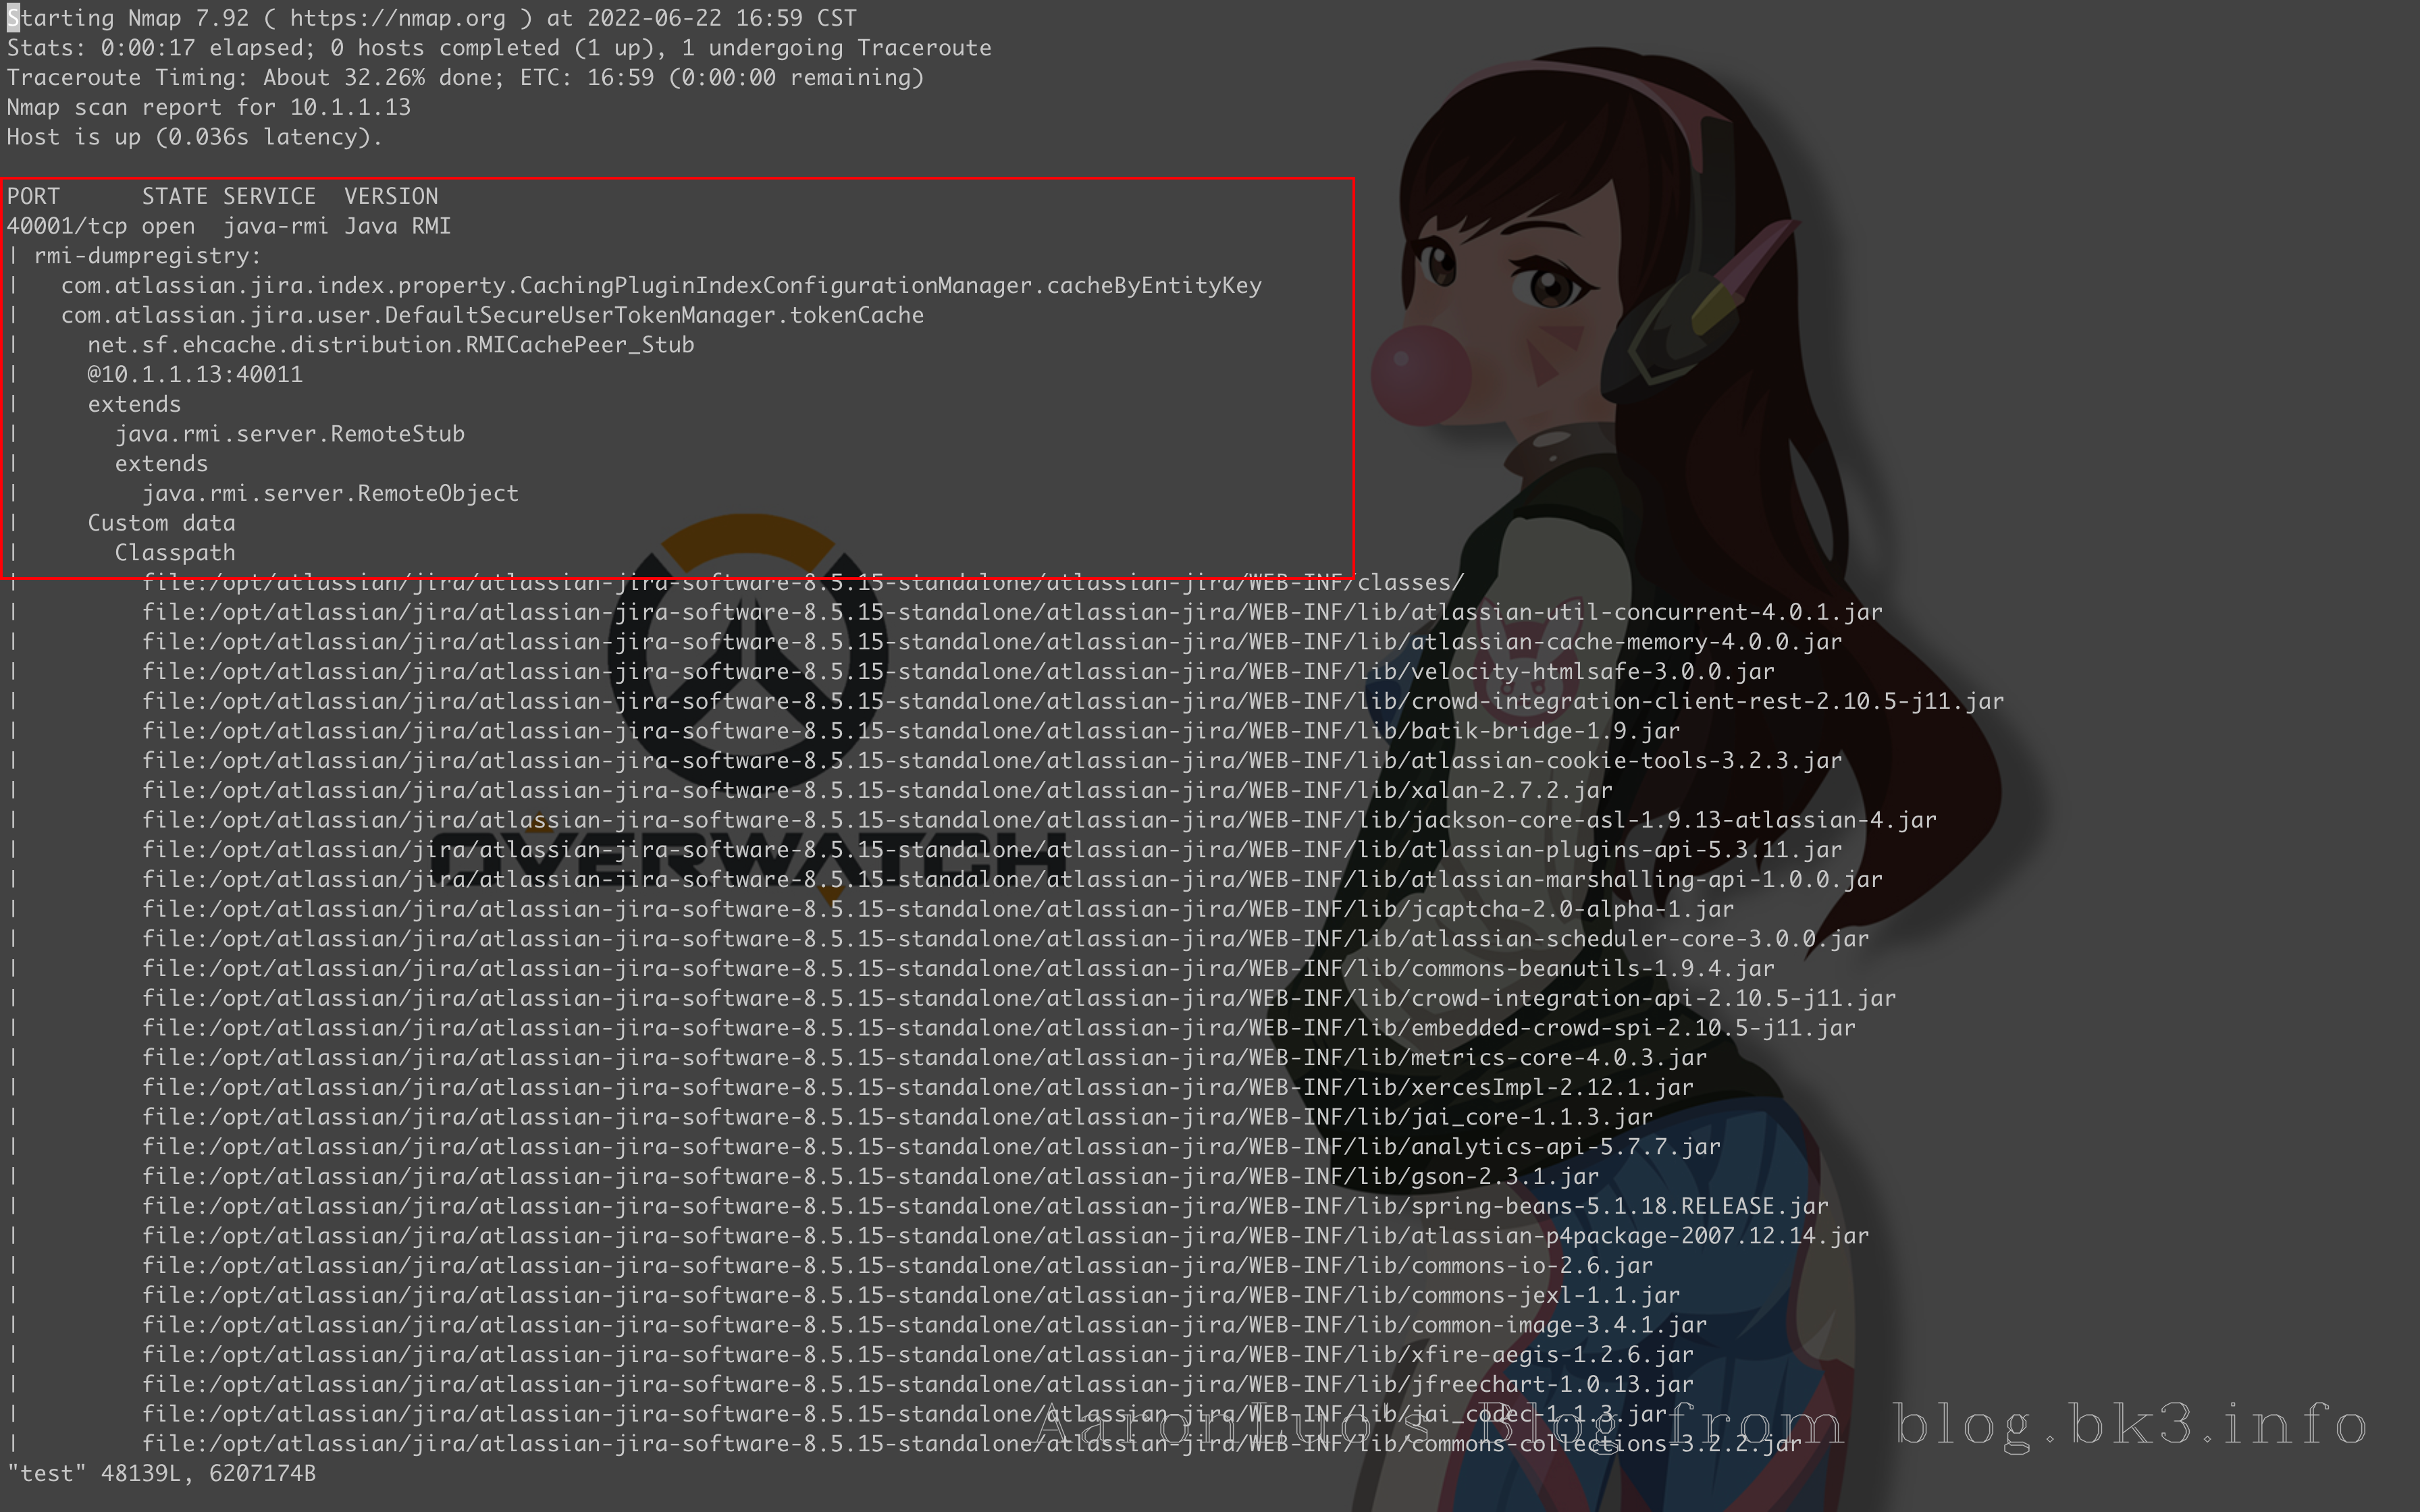 Starting Nmap 7.92 ( https://nmap.org ) at 2022-06-22 16:59 CST
Stats: 0:00:17 elapsed; 0 hosts completed (1 up), 1 undergoing Traceroute
Traceroute Timing: About 32.26% done; ETC: 16:59 (0:00:00 remaining)
Nmap scan report for 10.1.1.13
Host is up (0.036s latency).
PORT      STATE SERVICE  VERSION
40001/tcp open  java-rmi Java RMI
| rmi-dumpregistry:
|   com.atlassian.jira.index.property.CachingPluginIndexConfigurationManager.cacheByEntityKey
|   com.atlassian.jira.user.DefaultSecureUserTokenManager.tokenCache
|     net.sf.ehcache.distribution.RMICachePeer_Stub
|     @10.1.1.13:40011
|     extends
|       java.rmi.server.RemoteStub
|       extends
|         java.rmi.server.RemoteObject
|     Custom data
|       Classpath
|         file:/opt/atlassian/jira/atlassian-jira-software-8.5.15-standalone/atlassian-jira/WEB-INF/classes/
|         file:/opt/atlassian/jira/atlassian-jira-software-8.5.15-standalone/atlassian-jira/WEB-INF/lib/atlassian-util-concurrent-4.0.1.jar
|         file:/opt/atlassian/jira/atlassian-jira-software-8.5.15-standalone/atlassian-jira/WEB-INF/lib/atlassian-cache-memory-4.0.0.jar
|         file:/opt/atlassian/jira/atlassian-jira-software-8.5.15-standalone/atlassian-jira/WEB-INF/lib/velocity-htmlsafe-3.0.0.jar
|         file:/opt/atlassian/jira/atlassian-jira-software-8.5.15-standalone/atlassian-jira/WEB-INF/lib/crowd-integration-client-rest-2.10.5-j11.jar
|         file:/opt/atlassian/jira/atlassian-jira-software-8.5.15-standalone/atlassian-jira/WEB-INF/lib/batik-bridge-1.9.jar
|         file:/opt/atlassian/jira/atlassian-jira-software-8.5.15-standalone/atlassian-jira/WEB-INF/lib/atlassian-cookie-tools-3.2.3.jar
|         file:/opt/atlassian/jira/atlassian-jira-software-8.5.15-standalone/atlassian-jira/WEB-INF/lib/xalan-2.7.2.jar
|         file:/opt/atlassian/jira/atlassian-jira-software-8.5.15-standalone/atlassian-jira/WEB-INF/lib/jackson-core-asl-1.9.13-atlassian-4.jar
|         file:/opt/atlassian/jira/atlassian-jira-software-8.5.15-standalone/atlassian-jira/WEB-INF/lib/atlassian-plugins-api-5.3.11.jar
|         file:/opt/atlassian/jira/atlassian-jira-software-8.5.15-standalone/atlassian-jira/WEB-INF/lib/atlassian-marshalling-api-1.0.0.jar
|         file:/opt/atlassian/jira/atlassian-jira-software-8.5.15-standalone/atlassian-jira/WEB-INF/lib/jcaptcha-2.0-alpha-1.jar
|         file:/opt/atlassian/jira/atlassian-jira-software-8.5.15-standalone/atlassian-jira/WEB-INF/lib/atlassian-scheduler-core-3.0.0.jar
|         file:/opt/atlassian/jira/atlassian-jira-software-8.5.15-standalone/atlassian-jira/WEB-INF/lib/commons-beanutils-1.9.4.jar
|         file:/opt/atlassian/jira/atlassian-jira-software-8.5.15-standalone/atlassian-jira/WEB-INF/lib/crowd-integration-api-2.10.5-j11.jar
|         file:/opt/atlassian/jira/atlassian-jira-software-8.5.15-standalone/atlassian-jira/WEB-INF/lib/embedded-crowd-spi-2.10.5-j11.jar
|         file:/opt/atlassian/jira/atlassian-jira-software-8.5.15-standalone/atlassian-jira/WEB-INF/lib/metrics-core-4.0.3.jar
|         file:/opt/atlassian/jira/atlassian-jira-software-8.5.15-standalone/atlassian-jira/WEB-INF/lib/xercesImpl-2.12.1.jar
|         file:/opt/atlassian/jira/atlassian-jira-software-8.5.15-standalone/atlassian-jira/WEB-INF/lib/jai_core-1.1.3.jar
|         file:/opt/atlassian/jira/atlassian-jira-software-8.5.15-standalone/atlassian-jira/WEB-INF/lib/analytics-api-5.7.7.jar
|         file:/opt/atlassian/jira/atlassian-jira-software-8.5.15-standalone/atlassian-jira/WEB-INF/lib/gson-2.3.1.jar
|         file:/opt/atlassian/jira/atlassian-jira-software-8.5.15-standalone/atlassian-jira/WEB-INF/lib/spring-beans-5.1.18.RELEASE.jar
|         file:/opt/atlassian/jira/atlassian-jira-software-8.5.15-standalone/atlassian-jira/WEB-INF/lib/atlassian-p4package-2007.12.14.jar
|         file:/opt/atlassian/jira/atlassian-jira-software-8.5.15-standalone/atlassian-jira/WEB-INF/lib/commons-io-2.6.jar
|         file:/opt/atlassian/jira/atlassian-jira-software-8.5.15-standalone/atlassian-jira/WEB-INF/lib/commons-jexl-1.1.jar
|         file:/opt/atlassian/jira/atlassian-jira-software-8.5.15-standalone/atlassian-jira/WEB-INF/lib/common-image-3.4.1.jar
|         file:/opt/atlassian/jira/atlassian-jira-software-8.5.15-standalone/atlassian-jira/WEB-INF/lib/xfire-aegis-1.2.6.jar
|         file:/opt/atlassian/jira/atlassian-jira-software-8.5.15-standalone/atlassian-jira/WEB-INF/lib/jfreechart-1.0.13.jar
|         file:/opt/atlassian/jira/atlassian-jira-software-8.5.15-standalone/atlassian-jira/WEB-INF/lib/jai_codec-1.1.3.jar
|         file:/opt/atlassian/jira/atlassian-jira-software-8.5.15-standalone/atlassian-jira/WEB-INF/lib/commons-collections-3.2.2.jar
"test" 48139L, 6207174B
OVERWATCH
AaronLuo's Blog from blog.bk3.info